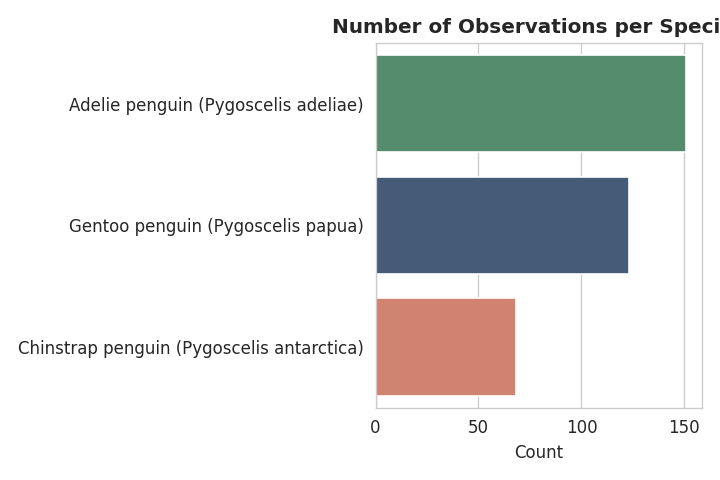 Number of Observations per Speci
Adelie penguin (Pygoscelis adeliae)
Gentoo penguin (Pygoscelis papua)
Chinstrap penguin (Pygoscelis antarctica)
0 50 100 150
Count